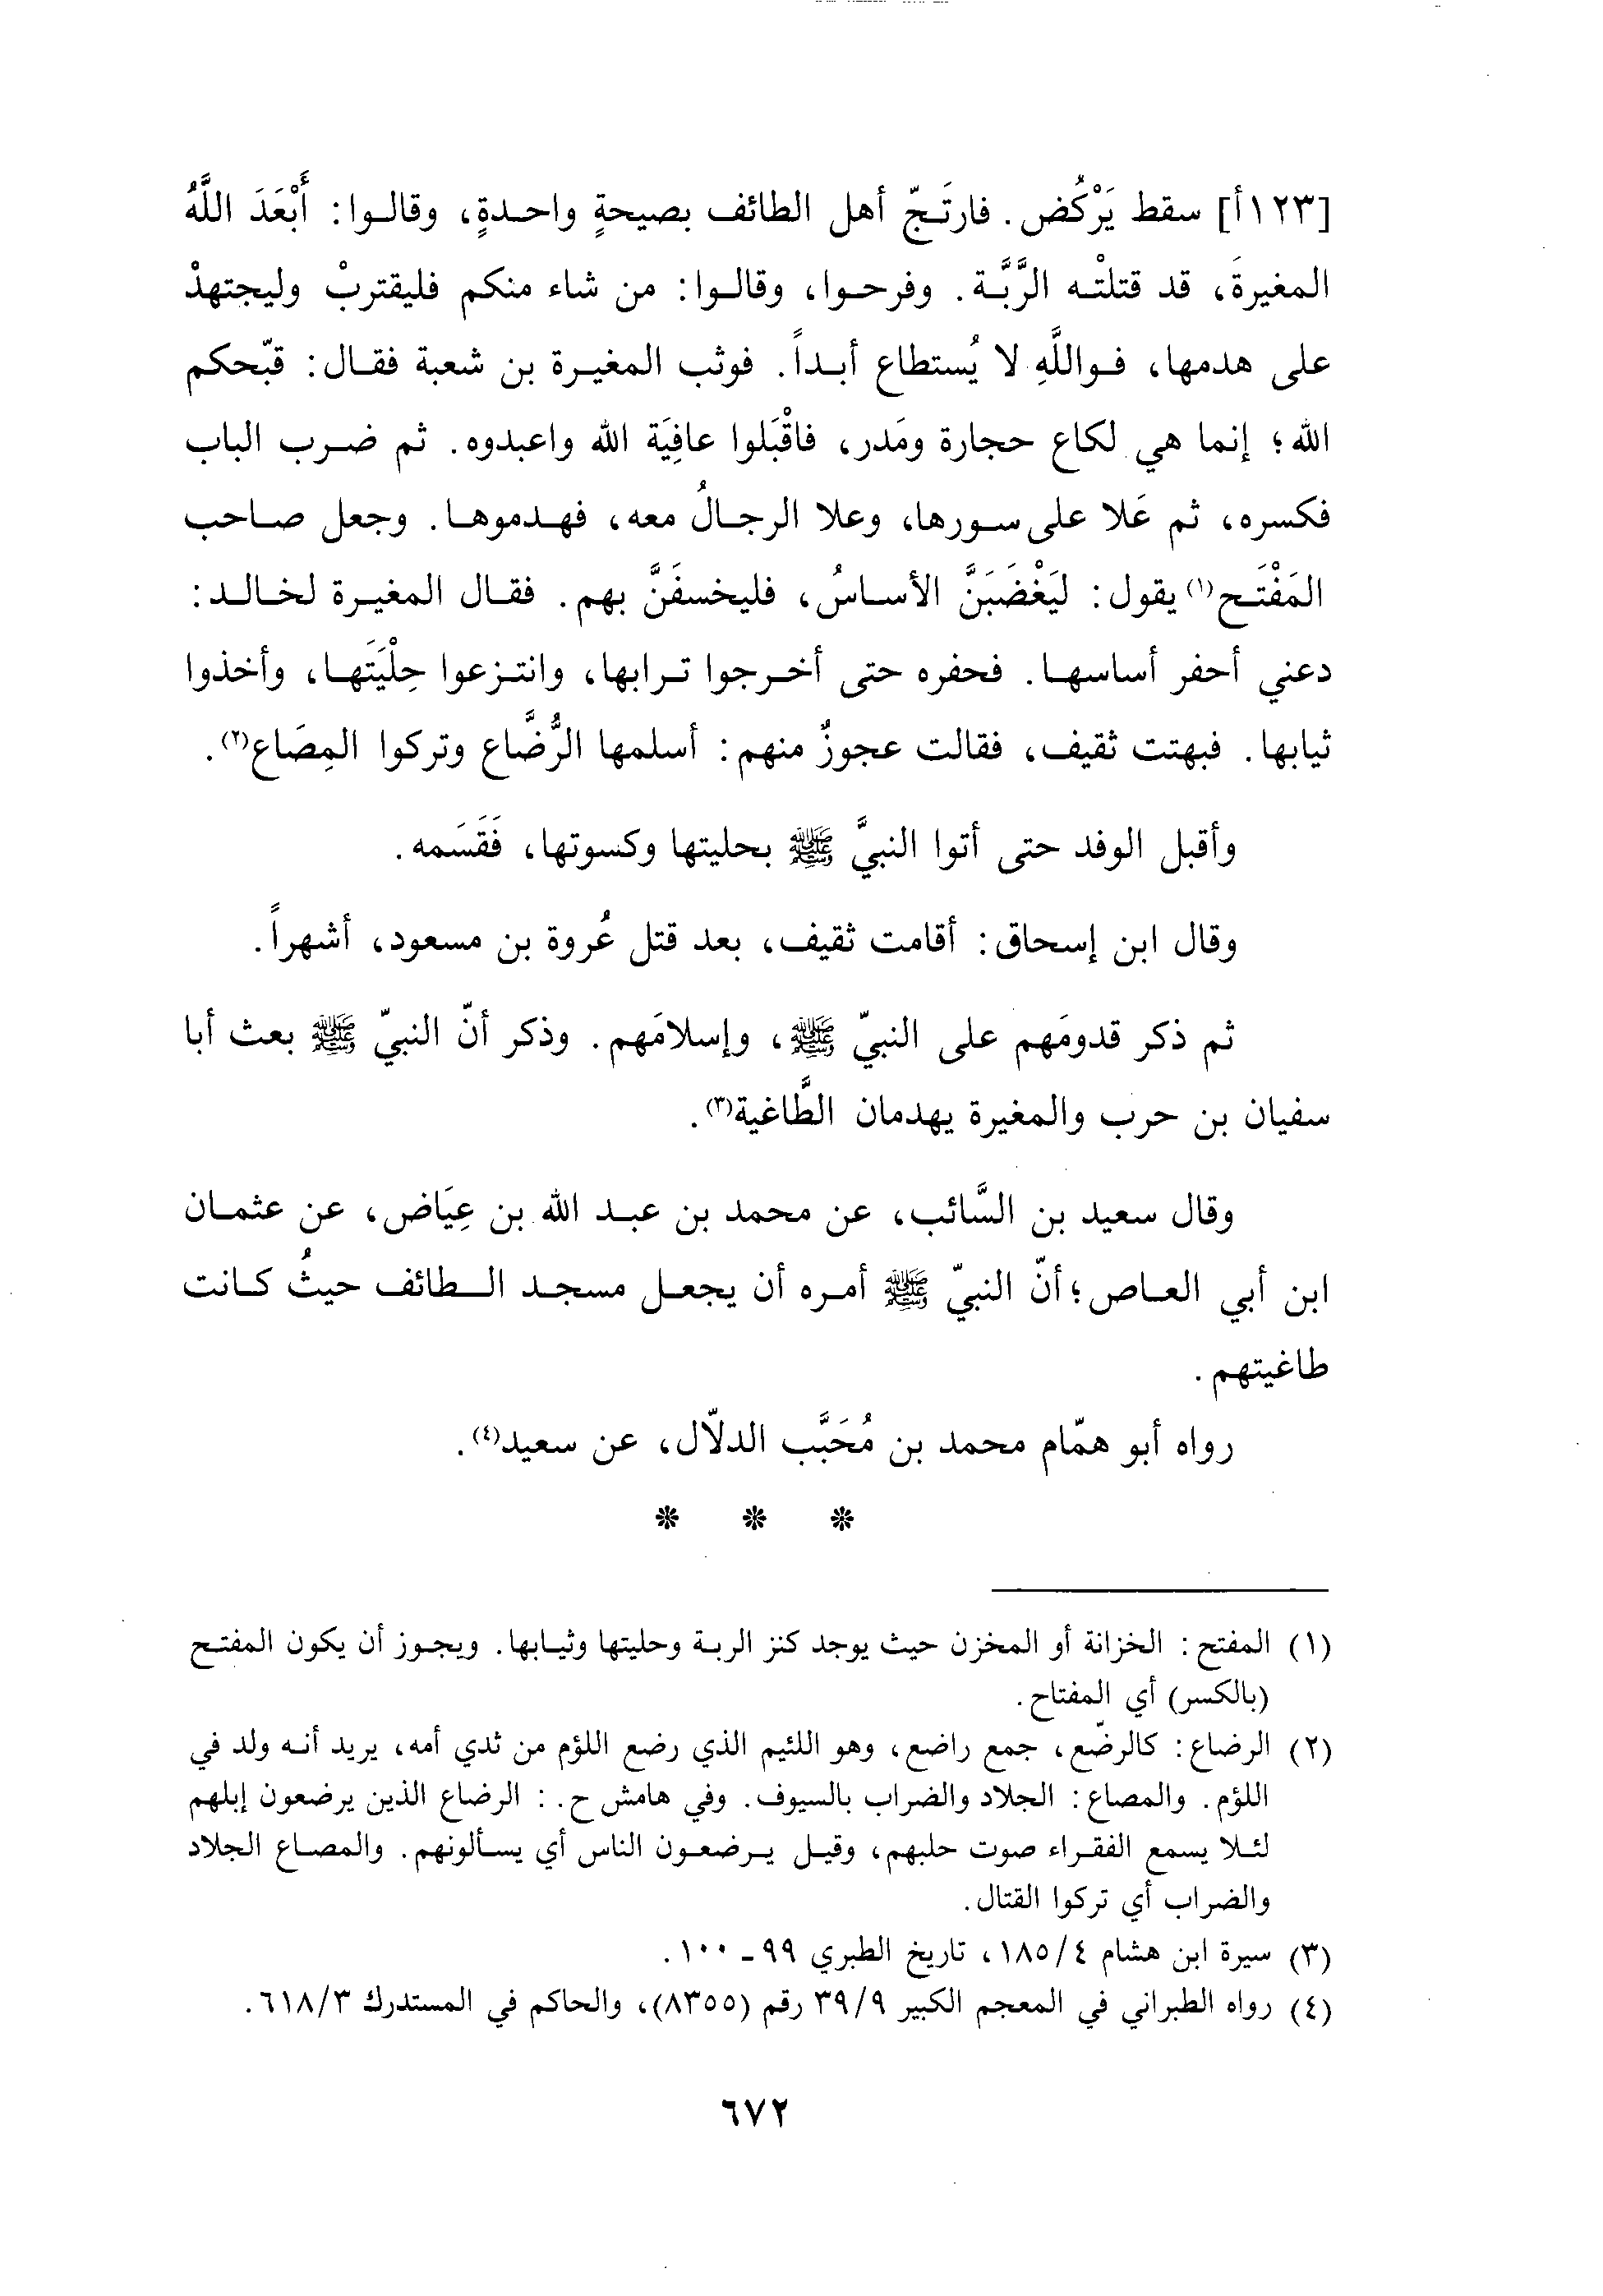 [١٢٣أ] سقط يَرْكُض. فارتَجّ أهل الطائف بصيحةٍ واحدةٍ، وقالوا: أَبْعَدَ اللَّهُ
المغيرةَ، قد قتلتْه الرَّبَّة. وفرحوا، وقالوا: من شاء منكم فليقتربْ وليجتهدْ
على هدمها، فواللَّهِ لا يُستطاع أبداً. فوثب المغيرة بن شعبة فقال: قبّحكم
الله؛ إنما هي لكاع حجارة ومَدر، فاقْبَلوا عافِيَة الله واعبدوه. ثم ضرب الباب
فكسره، ثم عَلا على سورها، وعلا الرجالُ معه، فهدموها. وجعل صاحب
المَفْتَح(١) يقول: ليَغْضَبَنَّ الأساسُ، فليخسفَنَّ بهم. فقال المغيرة لخالد:
دعني أحفر أساسها. فحفره حتى أخرجوا ترابها، وانتزعوا حِلْيَتَها، وأخذوا
ثيابها. فبهتت ثقيف، فقالت عجوزٌ منهم: أسلمها الرُّضَّاع وتركوا المِصَاع(٢).
وأقبل الوفد حتى أتوا النبيَّ ﷺ بحليتها وكسوتها، فَقَسَمه.
وقال ابن إسحاق: أقامت ثقيف، بعد قتل عُروة بن مسعود، أشهراً.
ثم ذكر قدومَهم على النبيّ ﷺ، وإسلامَهم. وذكر أنّ النبيّ ﷺ بعث أبا
سفيان بن حرب والمغيرة يهدمان الطَّاغية(٣).
وقال سعيد بن السَّائب، عن محمد بن عبد الله بن عِيَاض، عن عثمان
ابن أبي العاص؛ أنّ النبيّ ﷺ أمره أن يجعل مسجد الطائف حيثُ كانت
طاغيتهم.
رواه أبو همّام محمد بن مُحَبَّب الدلاّل، عن سعيد(٤).
* * *
(١) المفتح: الخزانة أو المخزن حيث يوجد كنز الربة وحليتها وثيابها. ويجوز أن يكون المفتح
(بالكسر) أي المفتاح.
(٢) الرضاع: كالرضّع، جمع راضع، وهو اللئيم الذي رضع اللؤم من ثدي أمه، يريد أنه ولد في
اللؤم. والمصاع: الجلاد والضراب بالسيوف. وفي هامش ح.: الرضاع الذين يرضعون إبلهم
لئلا يسمع الفقراء صوت حلبهم، وقيل يرضعون الناس أي يسألونهم. والمصاع الجلاد
والضراب أي تركوا القتال.
(٣) سيرة ابن هشام ٤/١٨٥، تاريخ الطبري ٩٩ - ١٠٠.
(٤) رواه الطبراني في المعجم الكبير ٩/٣٩ رقم (٨٣٥٥)، والحاكم في المستدرك ٣/٦١٨.
٦٧٢